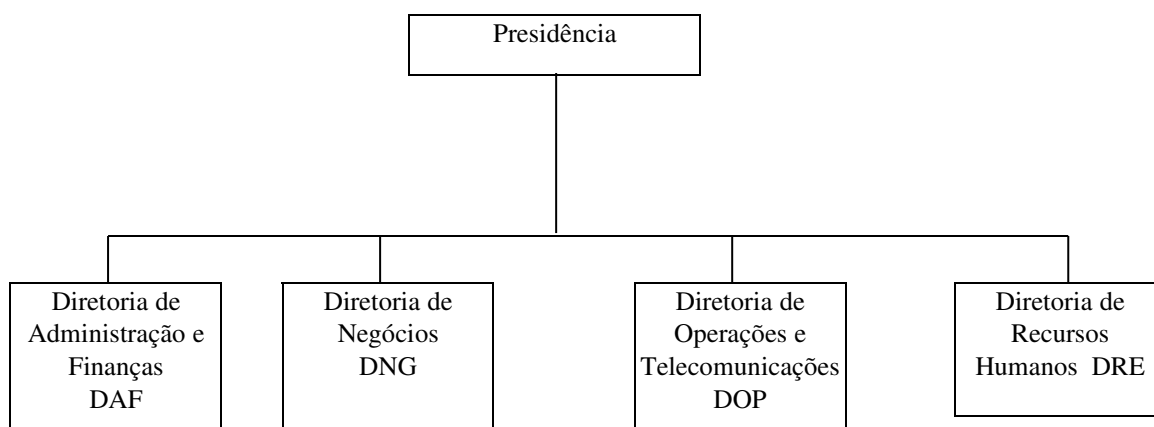 Presidência
Diretoria de
Administração e
Finanças
DAF
Diretoria de
Negócios
DNG
Diretoria de
Operações e
Telecomunicações
DOP
Diretoria de
Recursos
Humanos DRE